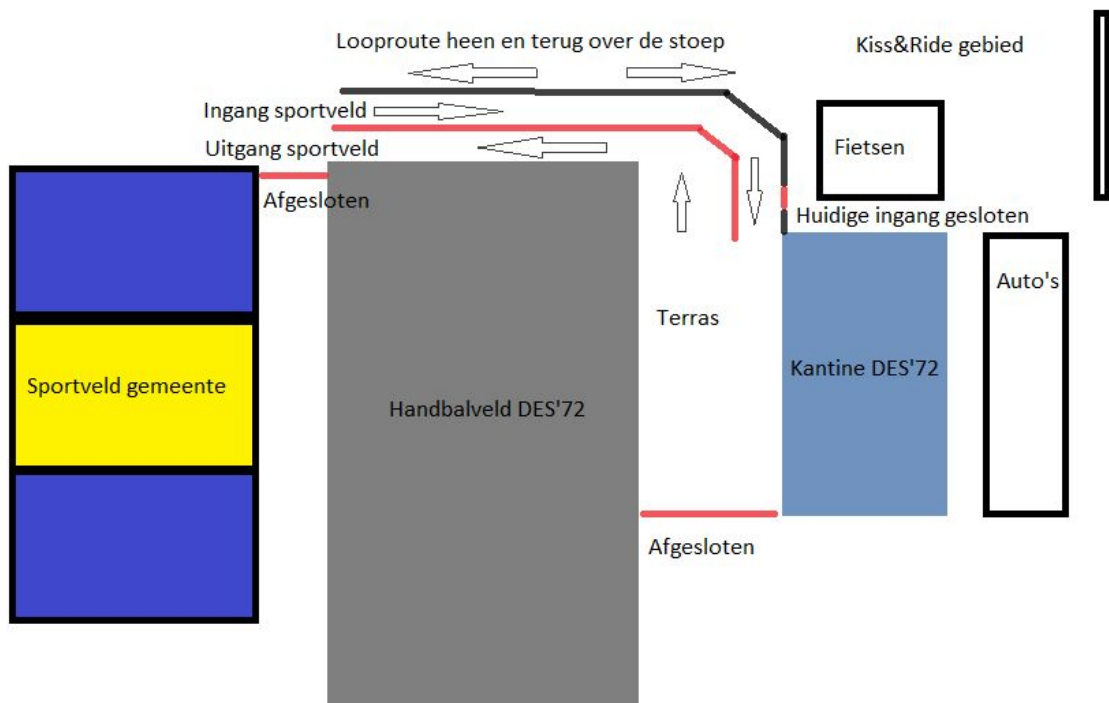 Looproute heen en terug over de stoep
Kiss&Ride gebied
Ingang sportveld
Uitgang sportveld
Fietsen
Afgesloten
Huidige ingang gesloten
Auto's
Terras
Sportveld gemeente
Kantine DES'72
Handbalveld DES'72
Afgesloten